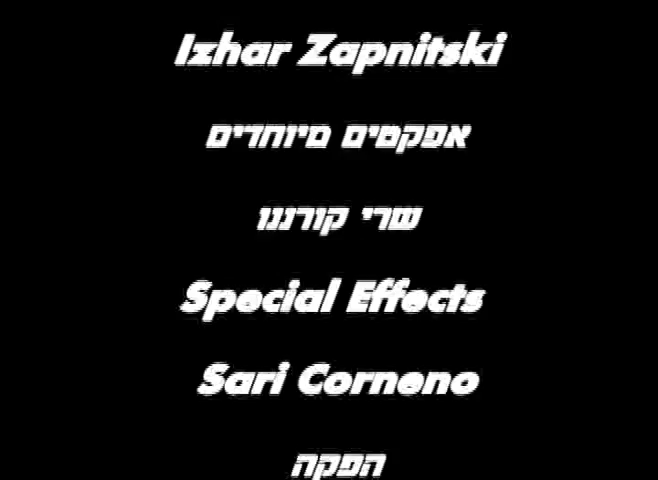 Izhar Zapnitski
אפקטים מיוחדים
שרי קורננו
Special Effects
Sari Corneno
הפקה